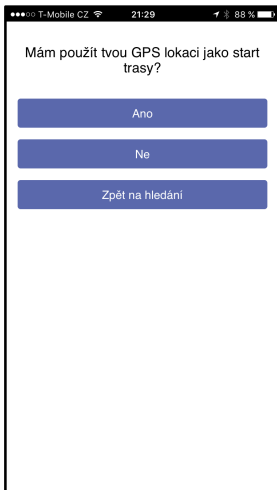 T-Mobile CZ 21:29 88 %
Mám použít tvou GPS lokaci jako start
trasy?
Ano
Ne
Zpět na hledání